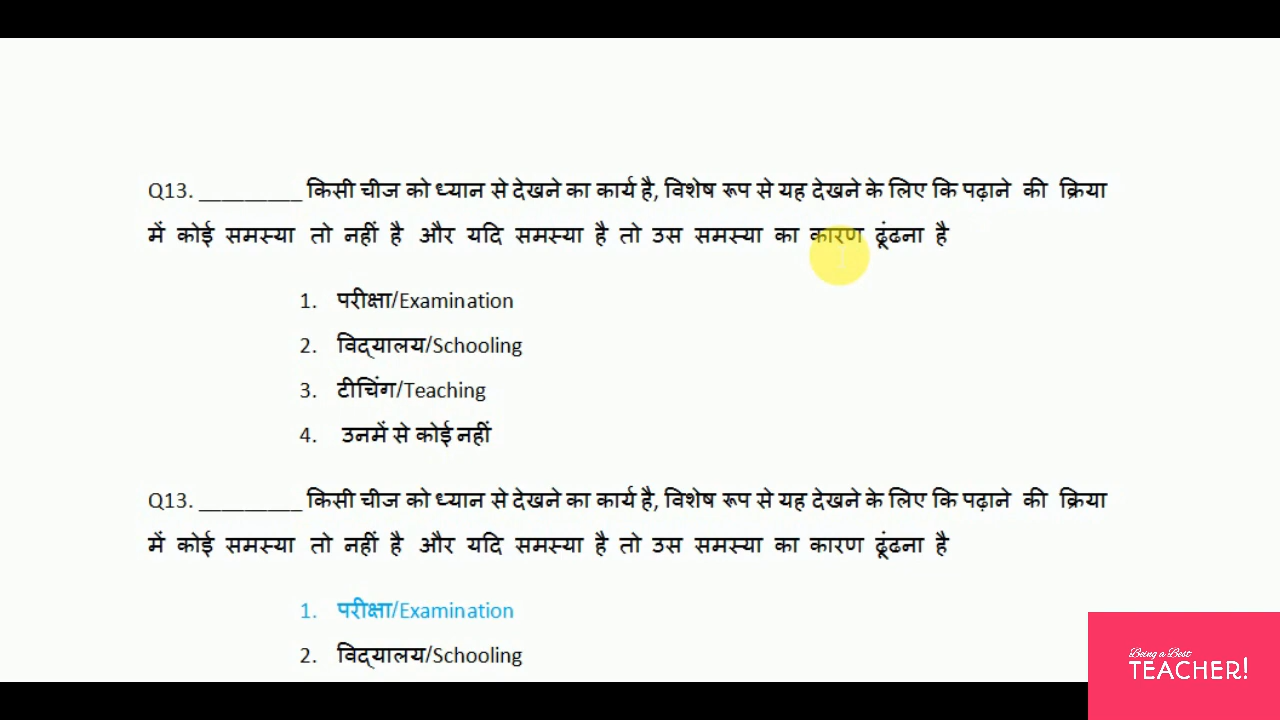 Q13. _________ किसी चीज को ध्यान से देखने का कार्य है, विशेष रूप से यह देखने के लिए कि पढ़ाने की क्रिया
में कोई समस्या तो नहीं है और यदि समस्या है तो उस समस्या का कारण ढूंढना है
1. परीक्षा/Examination
2. विद्यालय/Schooling
3. टीचिंग/Teaching
4. उनमें से कोई नहीं
Q13. _________ किसी चीज को ध्यान से देखने का कार्य है, विशेष रूप से यह देखने के लिए कि पढ़ाने की क्रिया
में कोई समस्या तो नहीं है और यदि समस्या है तो उस समस्या का कारण ढूंढना है
1. परीक्षा/Examination
2. विद्यालय/Schooling
Being a Best
TEACHER!